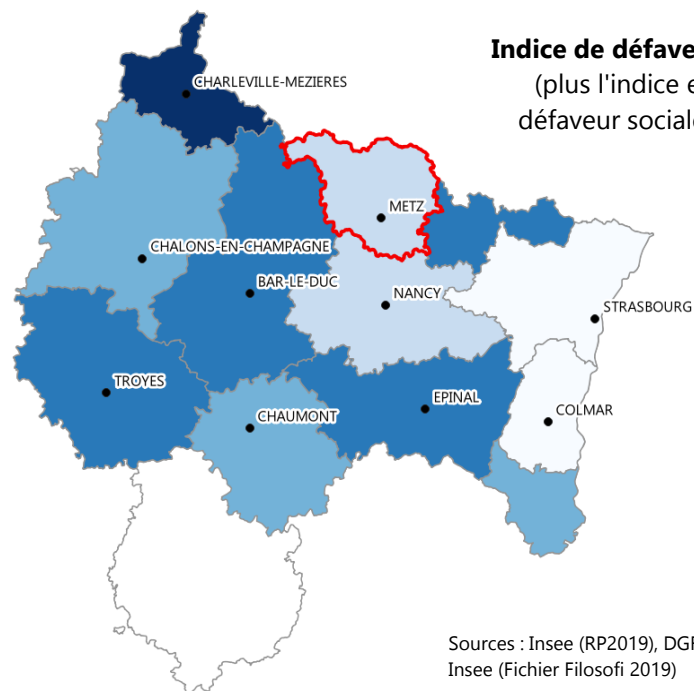 Indice de défave
(plus l'indice e
défaveur sociale
CHARLEVILLE-MEZIERES
METZ
CHALONS-EN-CHAMPAGNE
BAR-LE-DUC
NANCY
STRASBOURG
TROYES
EPINAL
CHAUMONT
COLMAR
Sources : Insee (RP2019), DGF
Insee (Fichier Filosofi 2019)